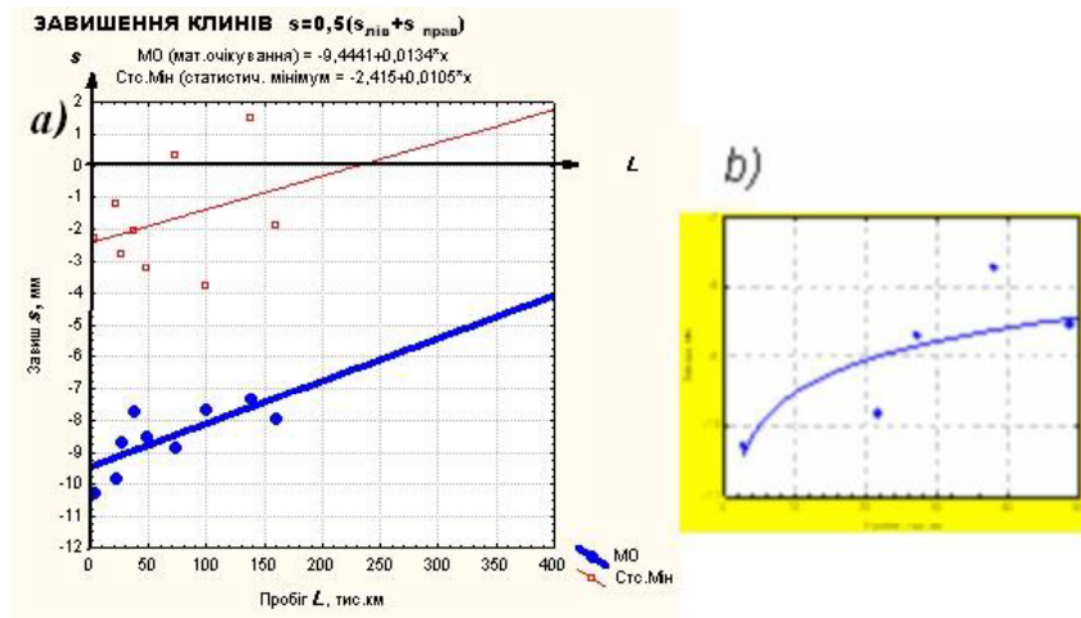 ЗАВИШЕННЯ КЛИНІВ s=0,5(sлів+s прав)
МО (мат.очікування) = -9,4441+0,0134*x
Стс.Мін (статистич. мінімум = -2,415+0,0105*x
s
a)
2
1
0
-1
-2
-3
-4
-5
-6
-7
-8
-9
-10
-11
-12
Завиш s, мм
L
0 50 100 150 200 250 300 350 400
Пробіг L, тис.км
МО
Стс.Мін
b)